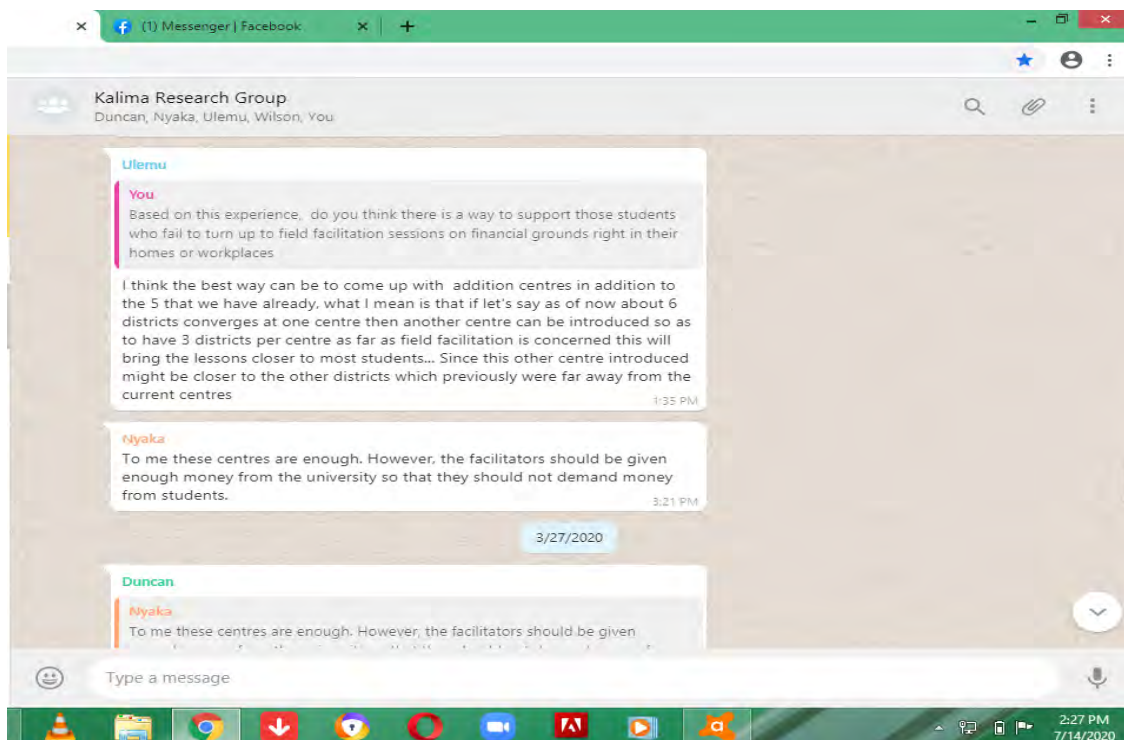 (1) Messenger | Facebook
Kalima Research Group
Duncan, Nyaka, Ulemu, Wilson, You
Ulemu
You
Based on this experience, do you think there is a way to support those students
who fail to turn up to field facilitation sessions on financial grounds right in their
homes or workplaces
I think the best way can be to come up with addition centres in addition to
the 5 that we have already, what I mean is that if let's say as of now about 6
districts converges at one centre then another centre can be introduced so as
to have 3 districts per centre as far as field facilitation is concerned this will
bring the lessons closer to most students... Since this other centre introduced
might be closer to the other districts which previously were far away from the
current centres
1:35 PM
Nyaka
To me these centres are enough. However, the facilitators should be given
enough money from the university so that they should not demand money
from students.
3:21 PM
3/27/2020
Duncan
Nyaka
To me these centres are enough. However, the facilitators should be given
Type a message
2:27 PM
7/14/2020